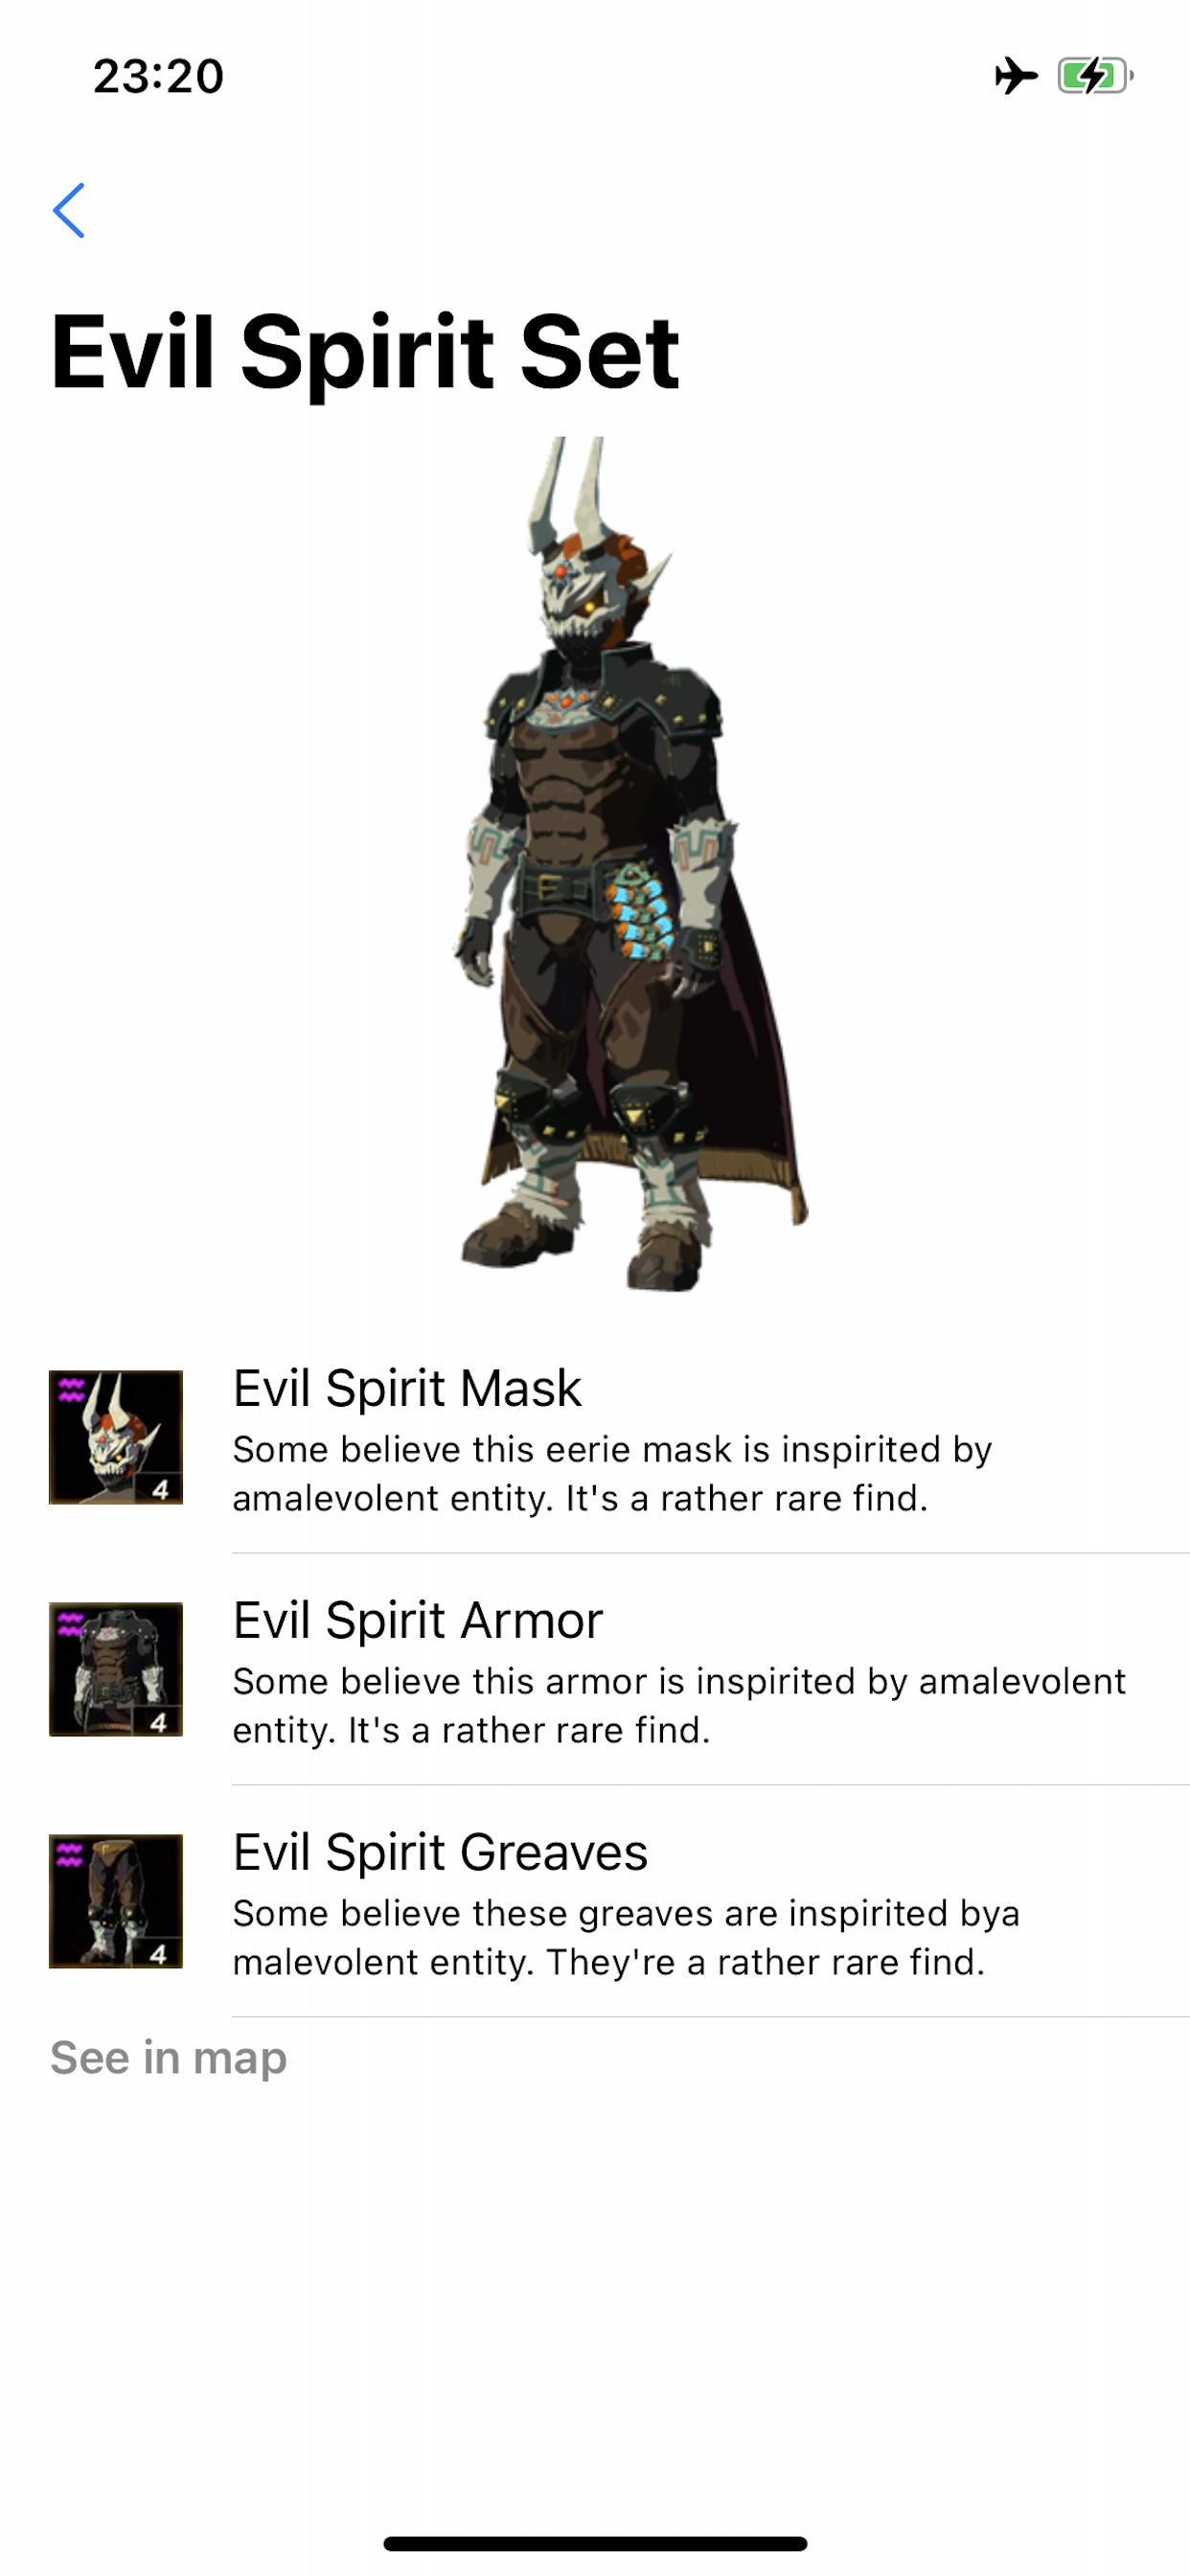 23:20
Evil Spirit Set
4
Evil Spirit Mask
Some believe this eerie mask is inspirited by
amalevolent entity. It's a rather rare find.
4
Evil Spirit Armor
Some believe this armor is inspirited by amalevolent
entity. It's a rather rare find.
4
Evil Spirit Greaves
Some believe these greaves are inspirited bya
malevolent entity. They're a rather rare find.
See in map